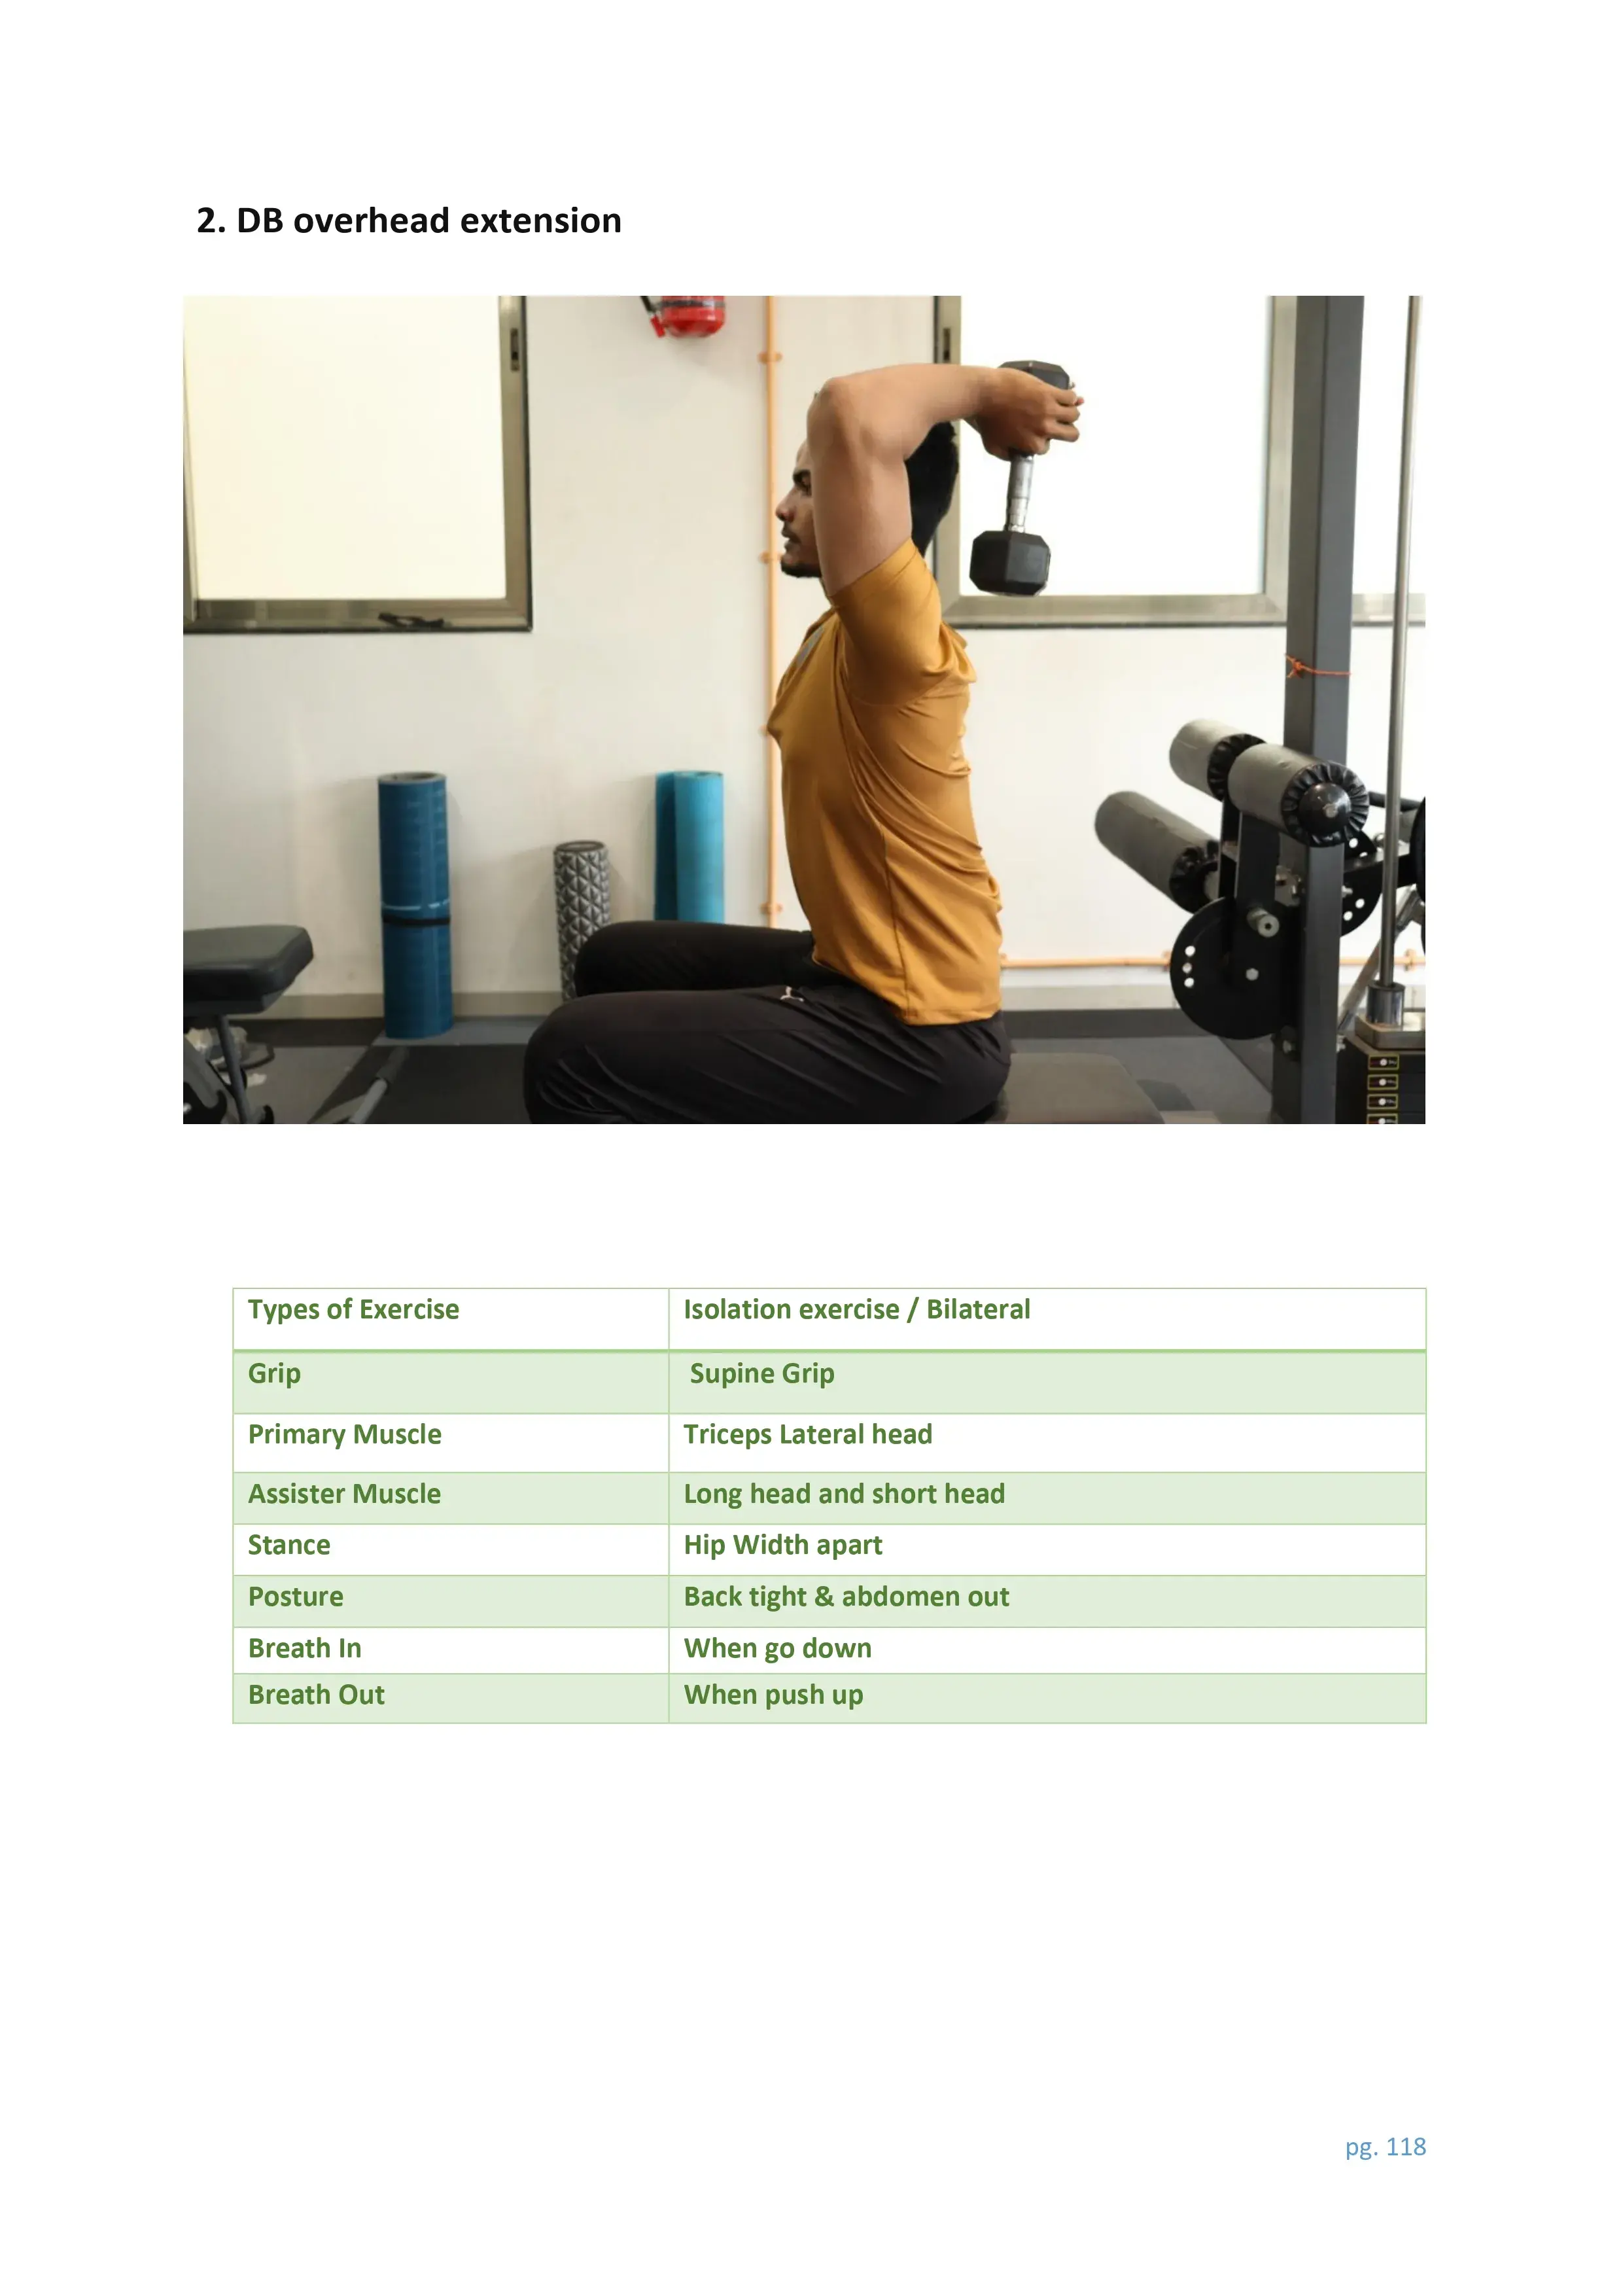 2. DB overhead extension
Types of Exercise Isolation exercise / Bilateral
Grip Supine Grip
Primary Muscle Triceps Lateral head
Assister Muscle Long head and short head
Stance Hip Width apart
Posture Back tight & abdomen out
Breath In When go down
Breath Out When push up
pg. 118